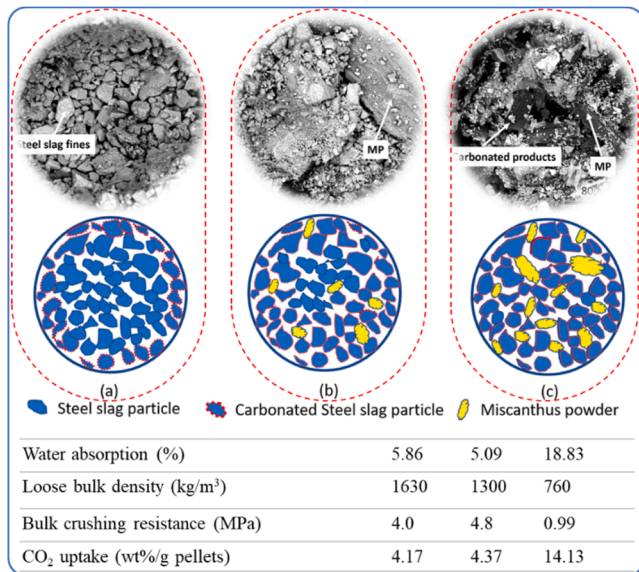 Steel slag fines
MP
Carbonated products
MP
80
(a)
(b)
(c)
Steel slag particle
Carbonated Steel slag particle
Miscanthus powder
Water absorption (%) 5.86 5.09 18.83
Loose bulk density (kg/m³) 1630 1300 760
Bulk crushing resistance (MPa) 4.0 4.8 0.99
CO₂ uptake (wt%/g pellets) 4.17 4.37 14.13